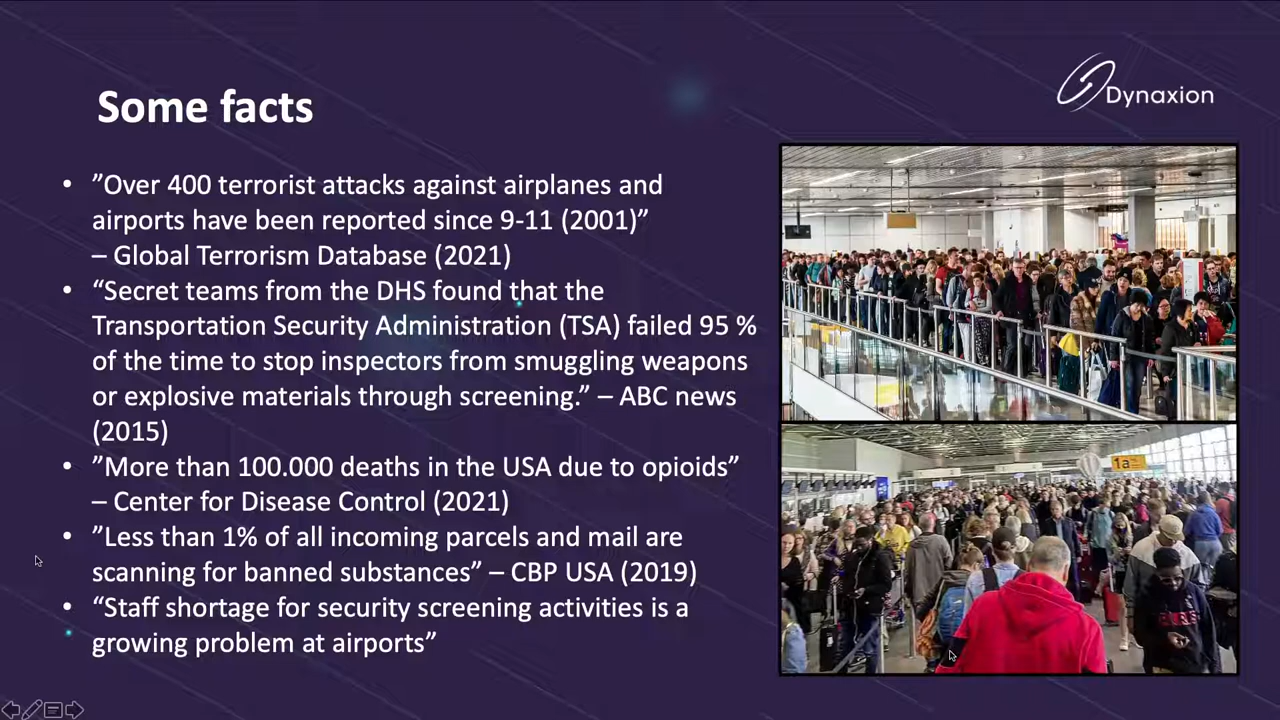 Some facts
Dynaxion
• ”Over 400 terrorist attacks against airplanes and
airports have been reported since 9-11 (2001)”
– Global Terrorism Database (2021)
• “Secret teams from the DHS found that the
Transportation Security Administration (TSA) failed 95 %
of the time to stop inspectors from smuggling weapons
or explosive materials through screening.” – ABC news
(2015)
• ”More than 100.000 deaths in the USA due to opioids”
– Center for Disease Control (2021)
• ”Less than 1% of all incoming parcels and mail are
scanning for banned substances” – CBP USA (2019)
• “Staff shortage for security screening activities is a
growing problem at airports”
1a